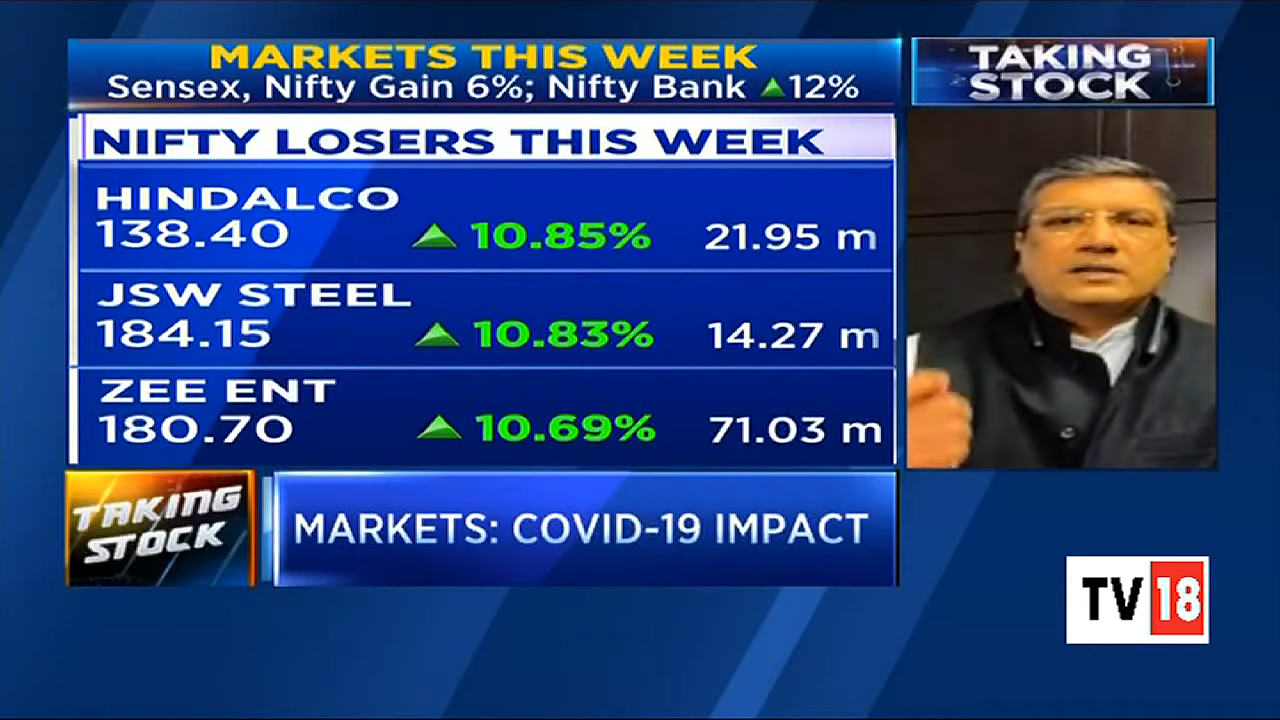 MARKETS THIS WEEK
Sensex, Nifty Gain 6%; Nifty Bank ▲12%
TAKING
STOCK
NIFTY LOSERS THIS WEEK
HINDALCO
138.40 ▲ 10.85% 21.95 m
JSW STEEL
184.15 ▲ 10.83% 14.27 m
ZEE ENT
180.70 ▲ 10.69% 71.03 m
TAKING
STOCK
MARKETS: COVID-19 IMPACT
TV18